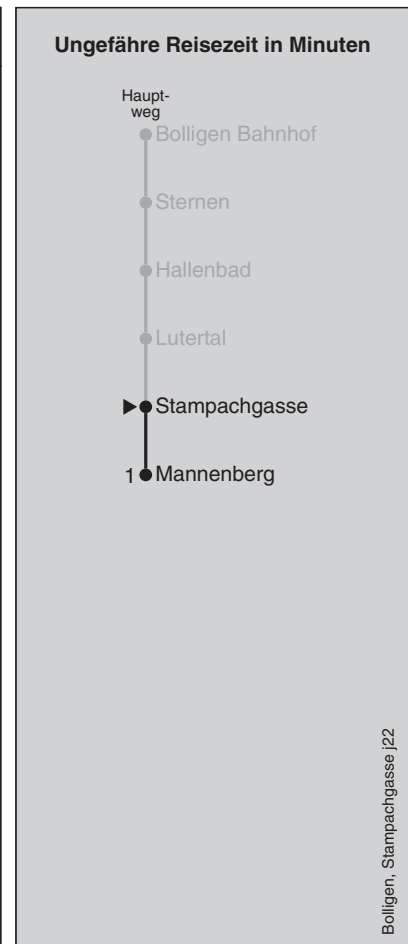 Ungefähre Reisezeit in Minuten
Haupt-
weg
Bolligen Bahnhof
Sternen
Hallenbad
Lutertal
Stampachgasse
1 Mannenberg
Bolligen, Stampachgasse j22